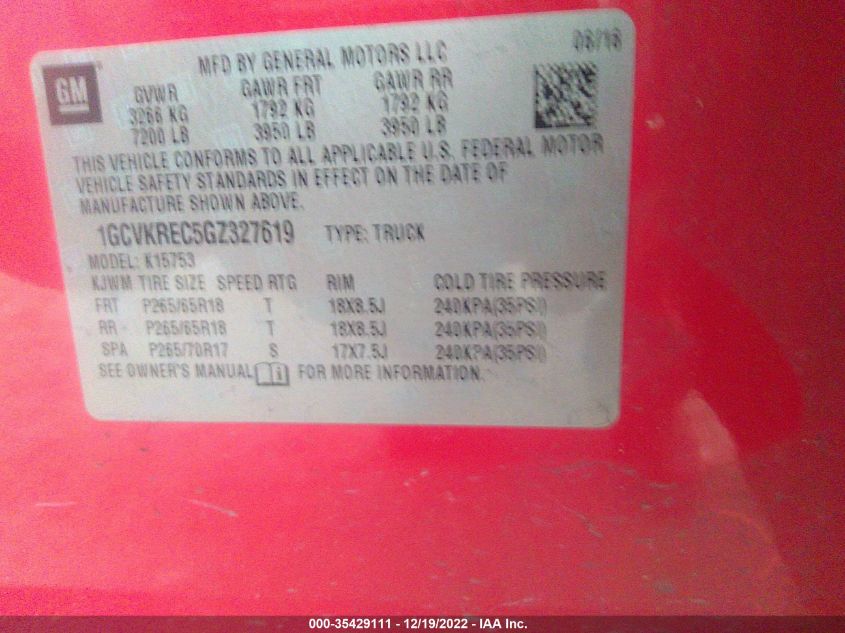 GM
MFD BY GENERAL MOTORS LLC
06/16
GVWR GAWR FRT GAWR RR
3266 KG 1792 KG 1792 KG
7200 LB 3950 LB 3950 LB
THIS VEHICLE CONFORMS TO ALL APPLICABLE U.S. FEDERAL MOTOR
VEHICLE SAFETY STANDARDS IN EFFECT ON THE DATE OF
MANUFACTURE SHOWN ABOVE.
1GCVKREC5GZ327619 TYPE: TRUCK
MODEL: K15753
KJWM TIRE SIZE SPEED RTG RIM COLD TIRE PRESSURE
FRT P265/65R18 T 18X8.5J 240KPA(35PSI)
RR P265/65R18 T 18X8.5J 240KPA(35PSI)
SPA P265/70R17 S 17X7.5J 240KPA(35PSI)
SEE OWNER'S MANUAL i FOR MORE INFORMATION.
000-35429111 - 12/19/2022 - IAA Inc.